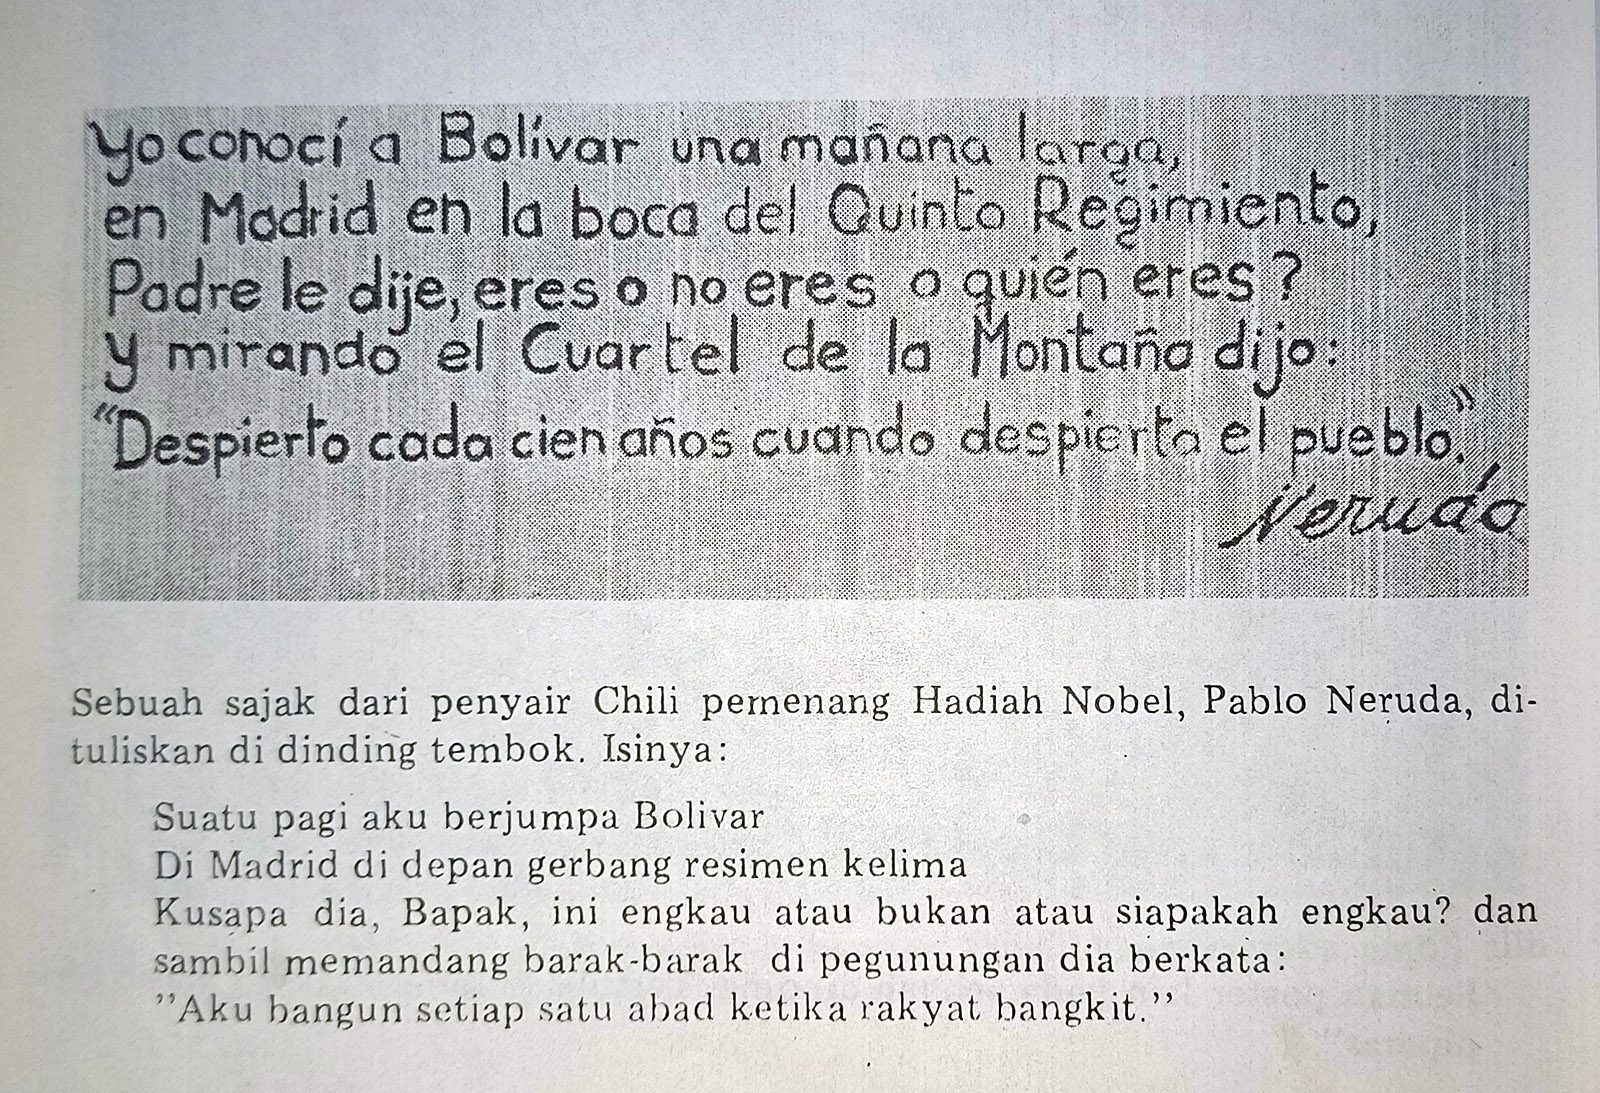 Yo conocí a Bolívar una mañana larga,
en Madrid en la boca del Quinto Regimiento,
Padre le dije, eres o no eres o quién eres?
y mirando el Cuartel de la Montaña dijo:
"Despierto cada cien años cuando despierta el pueblo."
Neruda
Sebuah sajak dari penyair Chili pemenang Hadiah Nobel, Pablo Neruda, di-
tuliskan di dinding tembok. Isinya:
Suatu pagi aku berjumpa Bolivar
Di Madrid di depan gerbang resimen kelima
Kusapa dia, Bapak, ini engkau atau bukan atau siapakah engkau? dan
sambil memandang barak-barak di pegunungan dia berkata:
"Aku bangun setiap satu abad ketika rakyat bangkit."